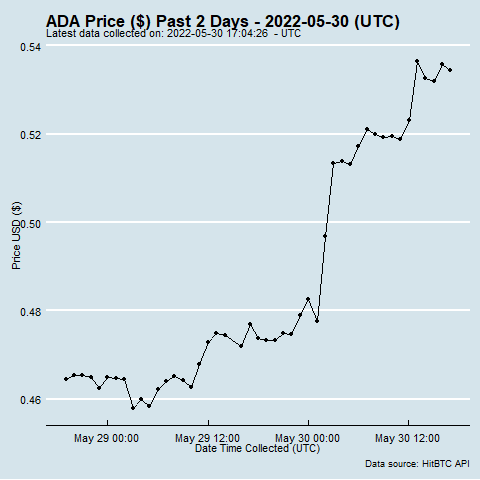 ADA Price ($) Past 2 Days - 2022-05-30 (UTC)
Latest data collected on: 2022-05-30 17:04:26 - UTC
0.54
0.52
0.50
0.48
0.46
Price USD ($)
May 29 00:00 May 29 12:00 May 30 00:00 May 30 12:00
Date Time Collected (UTC)
Data source: HitBTC API